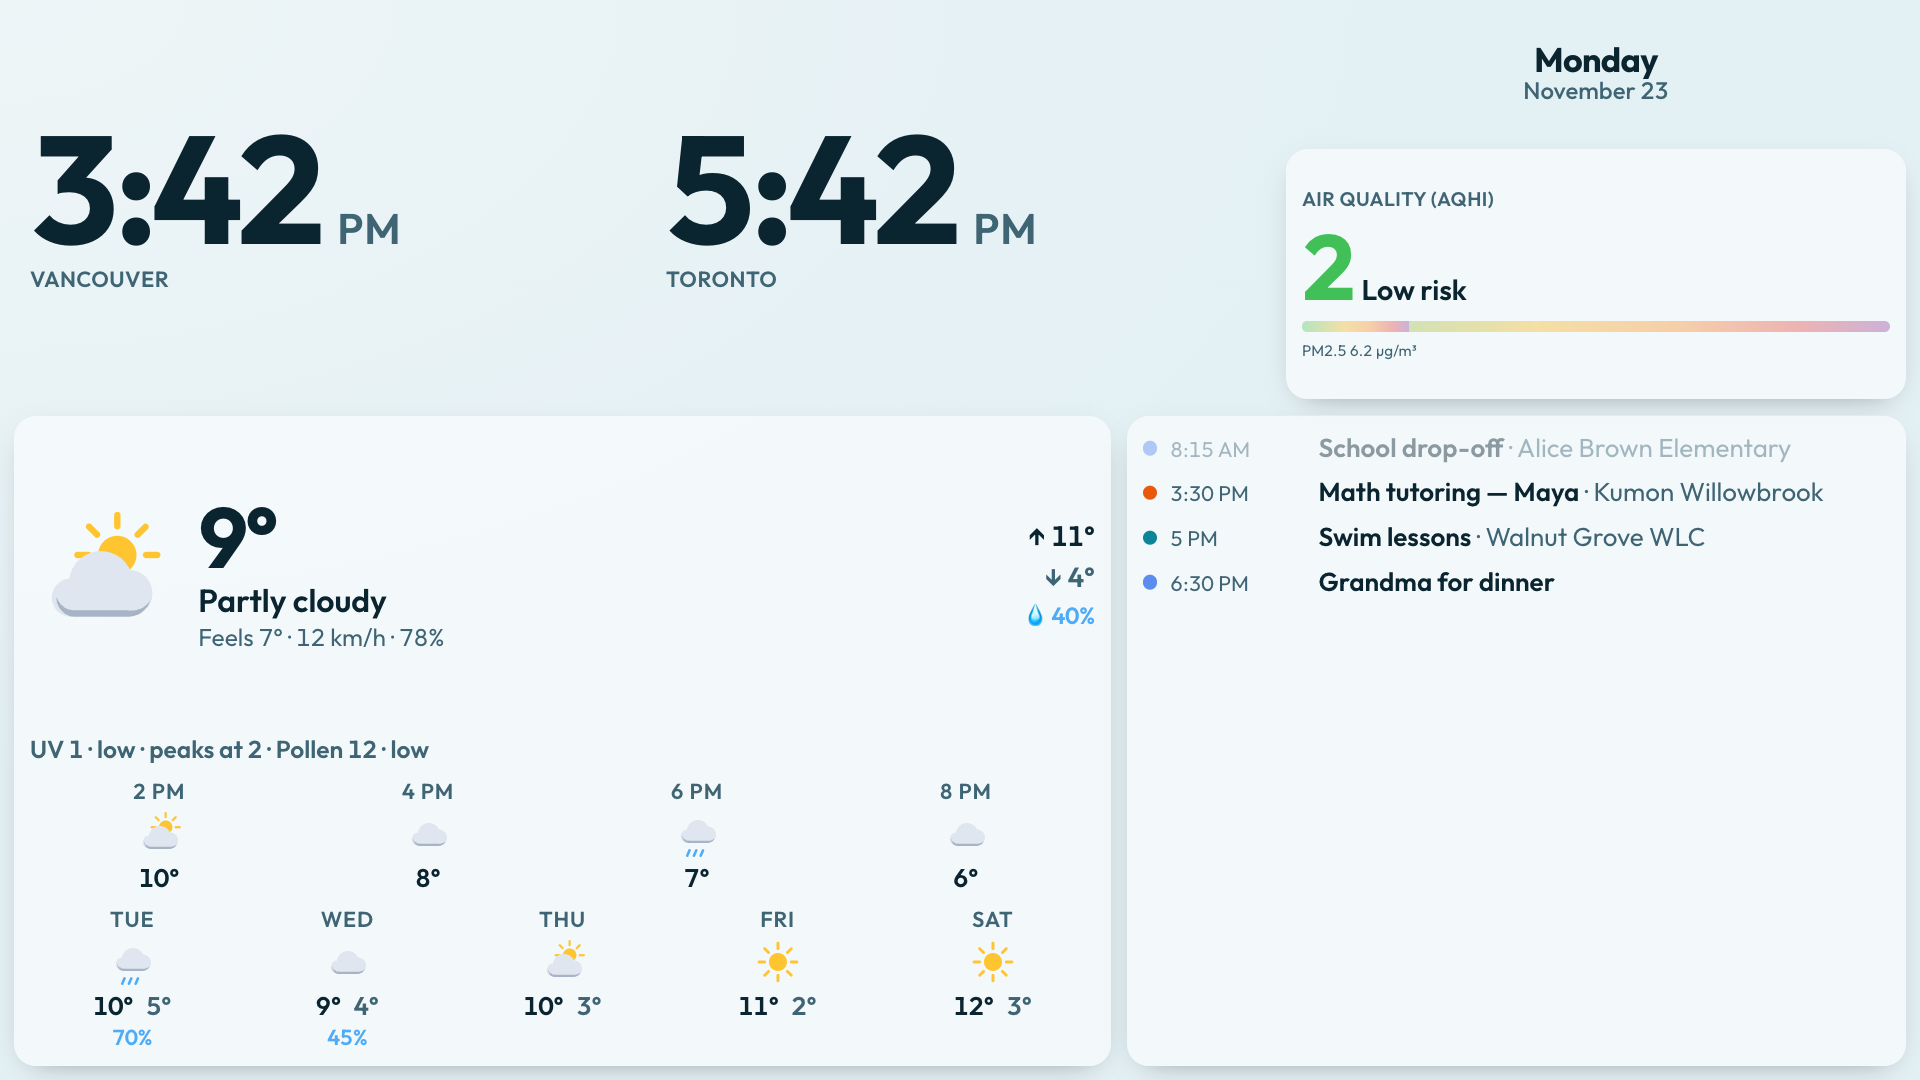 Monday
November 23
3:42 PM
VANCOUVER
5:42 PM
TORONTO
AIR QUALITY (AQHI)
2 Low risk
PM2.5 6.2 µg/m³
9°
Partly cloudy
Feels 7° · 12 km/h · 78%
↑ 11°
↓ 4°
40%
UV 1 · low · peaks at 2 · Pollen 12 · low
2 PM 4 PM 6 PM 8 PM
10° 8° 7° 6°
TUE WED THU FRI SAT
10° 5° 9° 4° 10° 3° 11° 2° 12° 3°
70% 45%
8:15 AM School drop-off · Alice Brown Elementary
3:30 PM Math tutoring — Maya · Kumon Willowbrook
5 PM Swim lessons · Walnut Grove WLC
6:30 PM Grandma for dinner